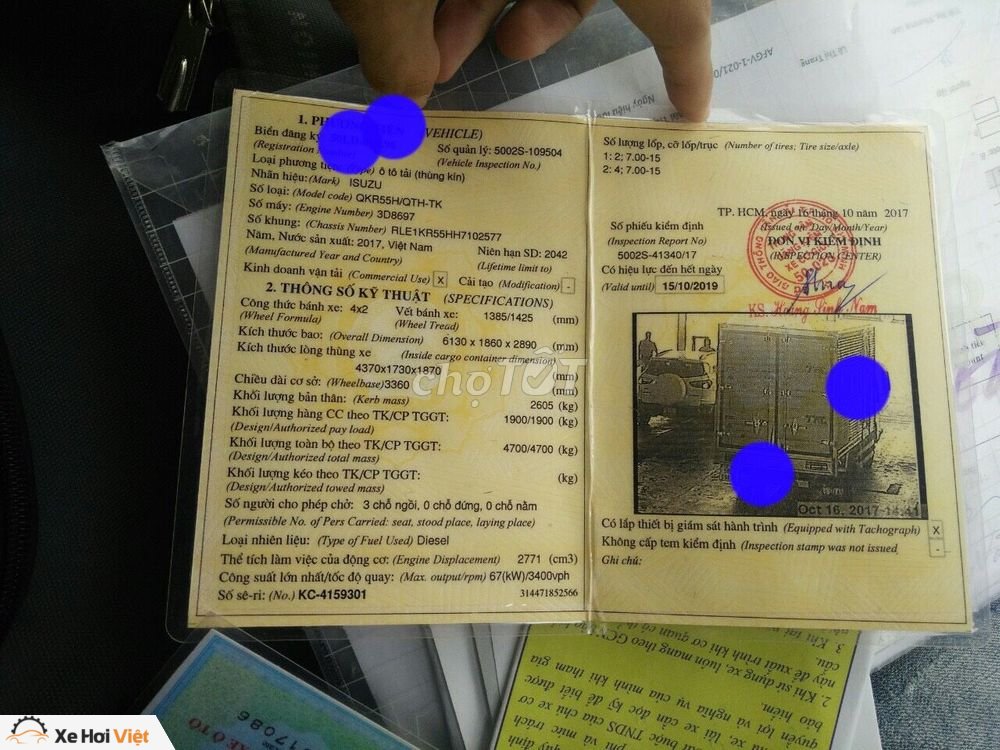 1. PHƯƠNG TIỆN (VEHICLE)
Biển đăng ký
(Registration Number)
Số quản lý: 5002S-109504
(Vehicle Inspection No.)
Loại phương tiện: (Type) ô tô tải (thùng kín)
Nhãn hiệu: (Mark) ISUZU
Số loại: (Model code) QKR55H/QTH-TK
Số máy: (Engine Number) 3D8697
Số khung: (Chassis Number) RLE1KR55HH7102577
Năm, Nước sản xuất: 2017, Việt Nam
(Manufactured Year and Country)
Niên hạn SD: 2042
(Lifetime limit to)
Kinh doanh vận tải (Commercial Use) X Cải tạo (Modification) -
2. THÔNG SỐ KỸ THUẬT (SPECIFICATIONS)
Công thức bánh xe: 4x2 Vết bánh xe: 1385/1425 (mm)
(Wheel Formula) (Wheel Tread)
Kích thước bao: (Overall Dimension) 6130 x 1860 x 2890 (mm)
Kích thước lòng thùng xe (Inside cargo container dimension)
4370x1730x1870 (mm)
Chiều dài cơ sở: (Wheelbase) 3360 (mm)
Khối lượng bản thân: (Kerb mass) 2605 (kg)
Khối lượng hàng CC theo TK/CP TGGT: 1900/1900 (kg)
(Design/Authorized pay load)
Khối lượng toàn bộ theo TK/CP TGGT: 4700/4700 (kg)
(Design/Authorized total mass)
Khối lượng kéo theo TK/CP TGGT: (kg)
(Design/Authorized towed mass)
Số người cho phép chở: 3 chỗ ngồi, 0 chỗ đứng, 0 chỗ nằm
(Permissible No. of Pers Carried: seat, stood place, laying place)
Loại nhiên liệu: (Type of Fuel Used) Diesel
Thể tích làm việc của động cơ: (Engine Displacement) 2771 (cm3)
Công suất lớn nhất/tốc độ quay: (Max. output/rpm) 67(kW)/3400vph
Số sê-ri: (No.) KC-4159301 314471852566
Số lượng lốp, cỡ lốp/trục (Number of tires; Tire size/axle)
1: 2; 7.00-15
2: 4; 7.00-15
TP. HCM, ngày 16 tháng 10 năm 2017
(Issued on: Day/Month/Year)
Số phiếu kiểm định
(Inspection Report No)
5002S-41340/17
ĐƠN VỊ KIỂM ĐỊNH
(INSPECTION CENTER)
Có hiệu lực đến hết ngày
(Valid until) 15/10/2019
KS. Hoàng Vinh Nam
Oct 16, 2017-14:41
Có lắp thiết bị giám sát hành trình (Equipped with Tachograph) X
Không cấp tem kiểm định (Inspection stamp was not issued -
Ghi chú:
chợTỐT
Xe Hơi Việt
AFGV-1-021/0
Lê Thị Trang